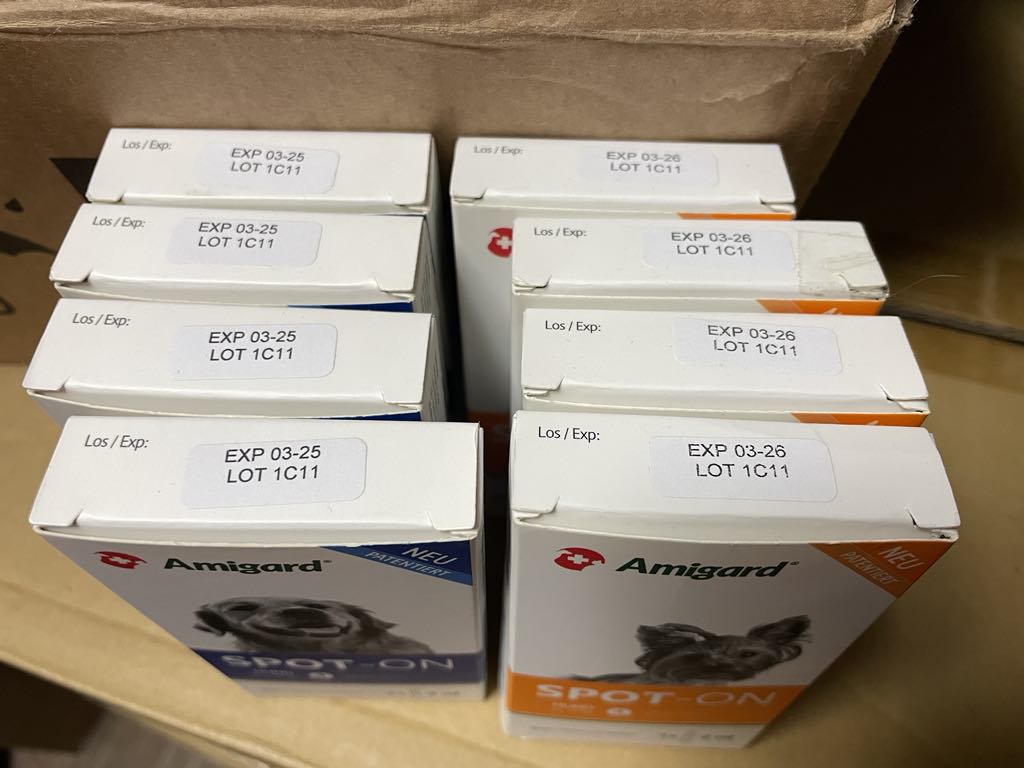 Los / Exp:
EXP 03-25
LOT 1C11
Los / Exp:
EXP 03-26
LOT 1C11
Los / Exp:
EXP 03-25
LOT 1C11
Los / Exp:
EXP 03-26
LOT 1C11
Los / Exp:
EXP 03-25
LOT 1C11
Los / Exp:
EXP 03-26
LOT 1C11
Los / Exp:
EXP 03-25
LOT 1C11
Los / Exp:
EXP 03-26
LOT 1C11
Amigard®
NEU
PATENTIERT
SPOT-ON
Amigard®
NEU
PATENTIERT
SPOT-ON